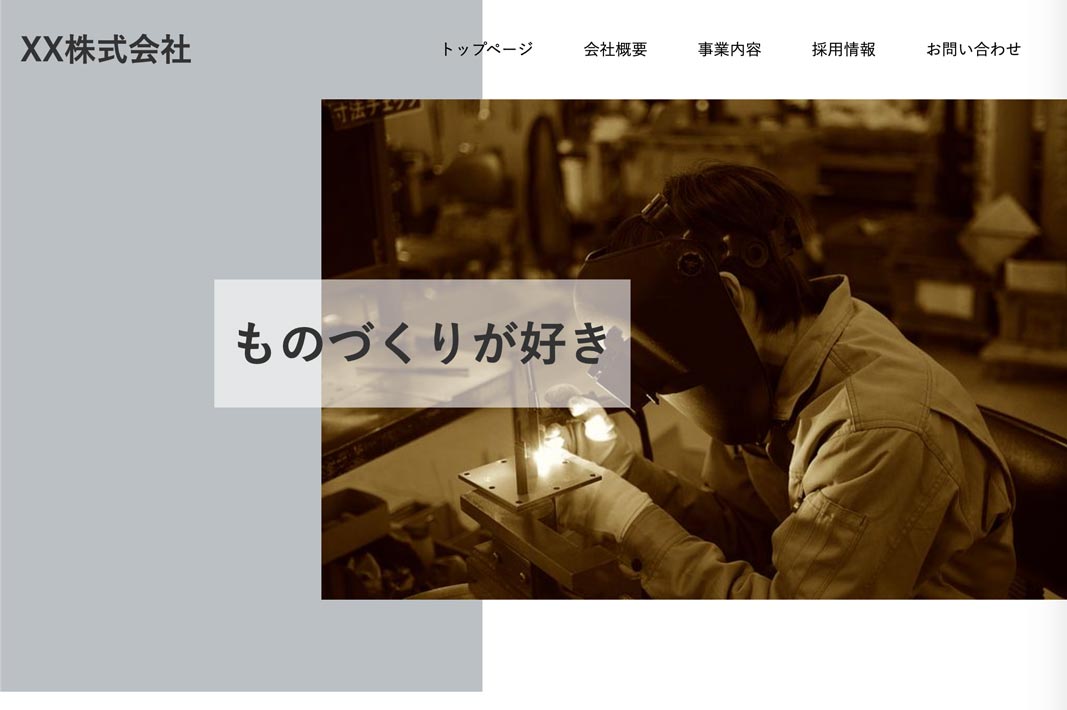 XX株式会社
トップページ
会社概要
事業内容
採用情報
お問い合わせ
寸法チェック
ものづくりが好き